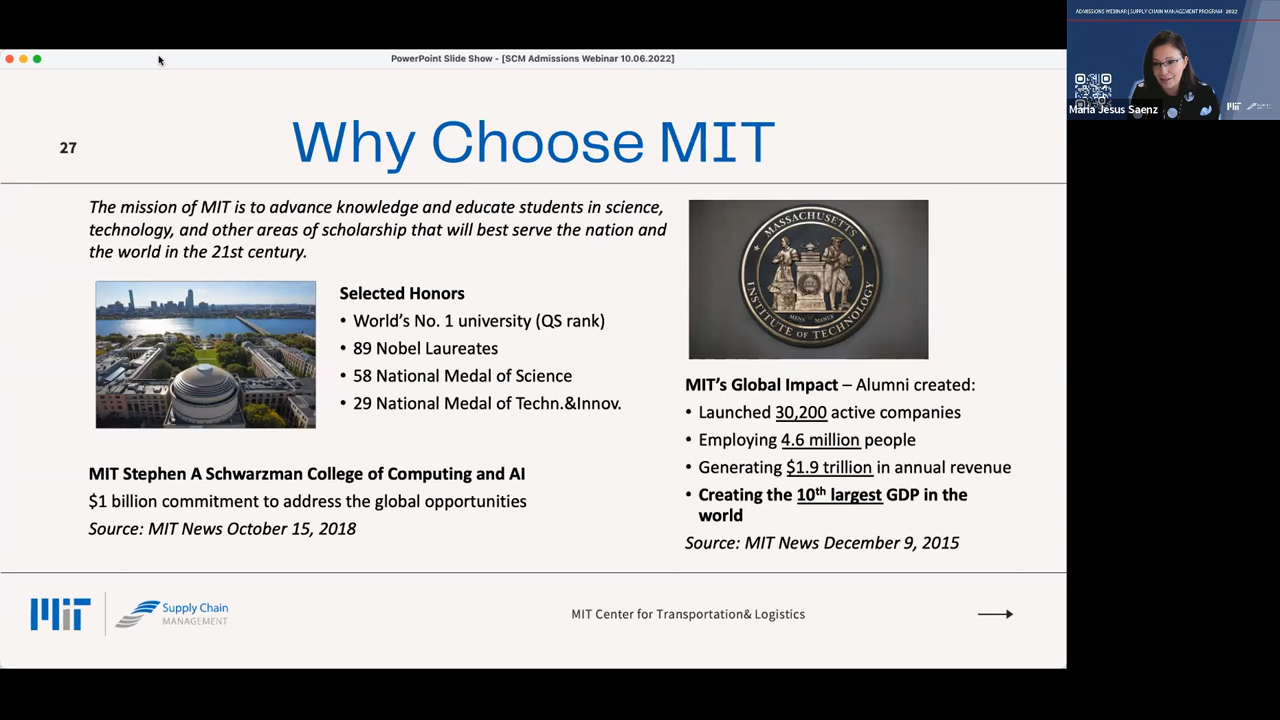 PowerPoint Slide Show - [SCM Admissions Webinar 10.06.2022]
ADMISSIONS WEBINAR | SUPPLY CHAIN MANAGEMENT PROGRAM 2022
Maria Jesus Saenz
MIT
27
Why Choose MIT
The mission of MIT is to advance knowledge and educate students in science,
technology, and other areas of scholarship that will best serve the nation and
the world in the 21st century.
Selected Honors
• World's No. 1 university (QS rank)
• 89 Nobel Laureates
• 58 National Medal of Science
• 29 National Medal of Techn.&Innov.
MIT Stephen A Schwarzman College of Computing and AI
$1 billion commitment to address the global opportunities
Source: MIT News October 15, 2018
MASSACHUSETTS
INSTITUTE OF TECHNOLOGY
MENS MANUS
MIT's Global Impact – Alumni created:
• Launched 30,200 active companies
• Employing 4.6 million people
• Generating $1.9 trillion in annual revenue
• Creating the 10th largest GDP in the
world
Source: MIT News December 9, 2015
MIT
Supply Chain
MANAGEMENT
MIT Center for Transportation& Logistics